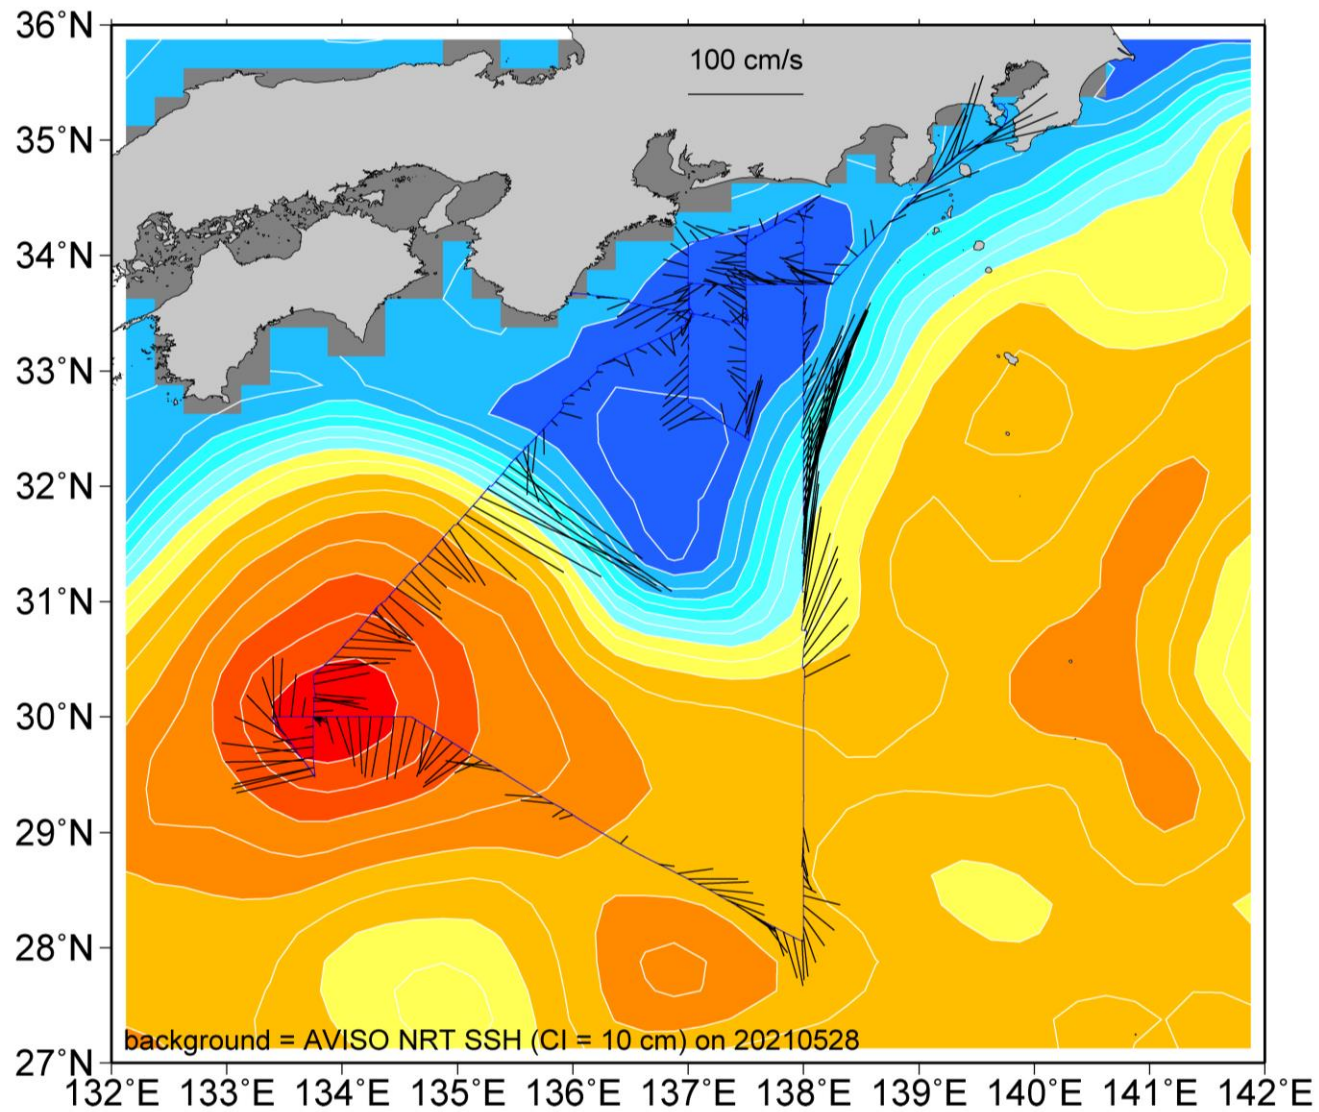 36˚N
100 cm/s
35˚N
34˚N
33˚N
32˚N
31˚N
30˚N
29˚N
28˚N
background = AVISO NRT SSH (CI = 10 cm) on 20210528
27˚N
132˚E 133˚E 134˚E 135˚E 136˚E 137˚E 138˚E 139˚E 140˚E 141˚E 142˚E